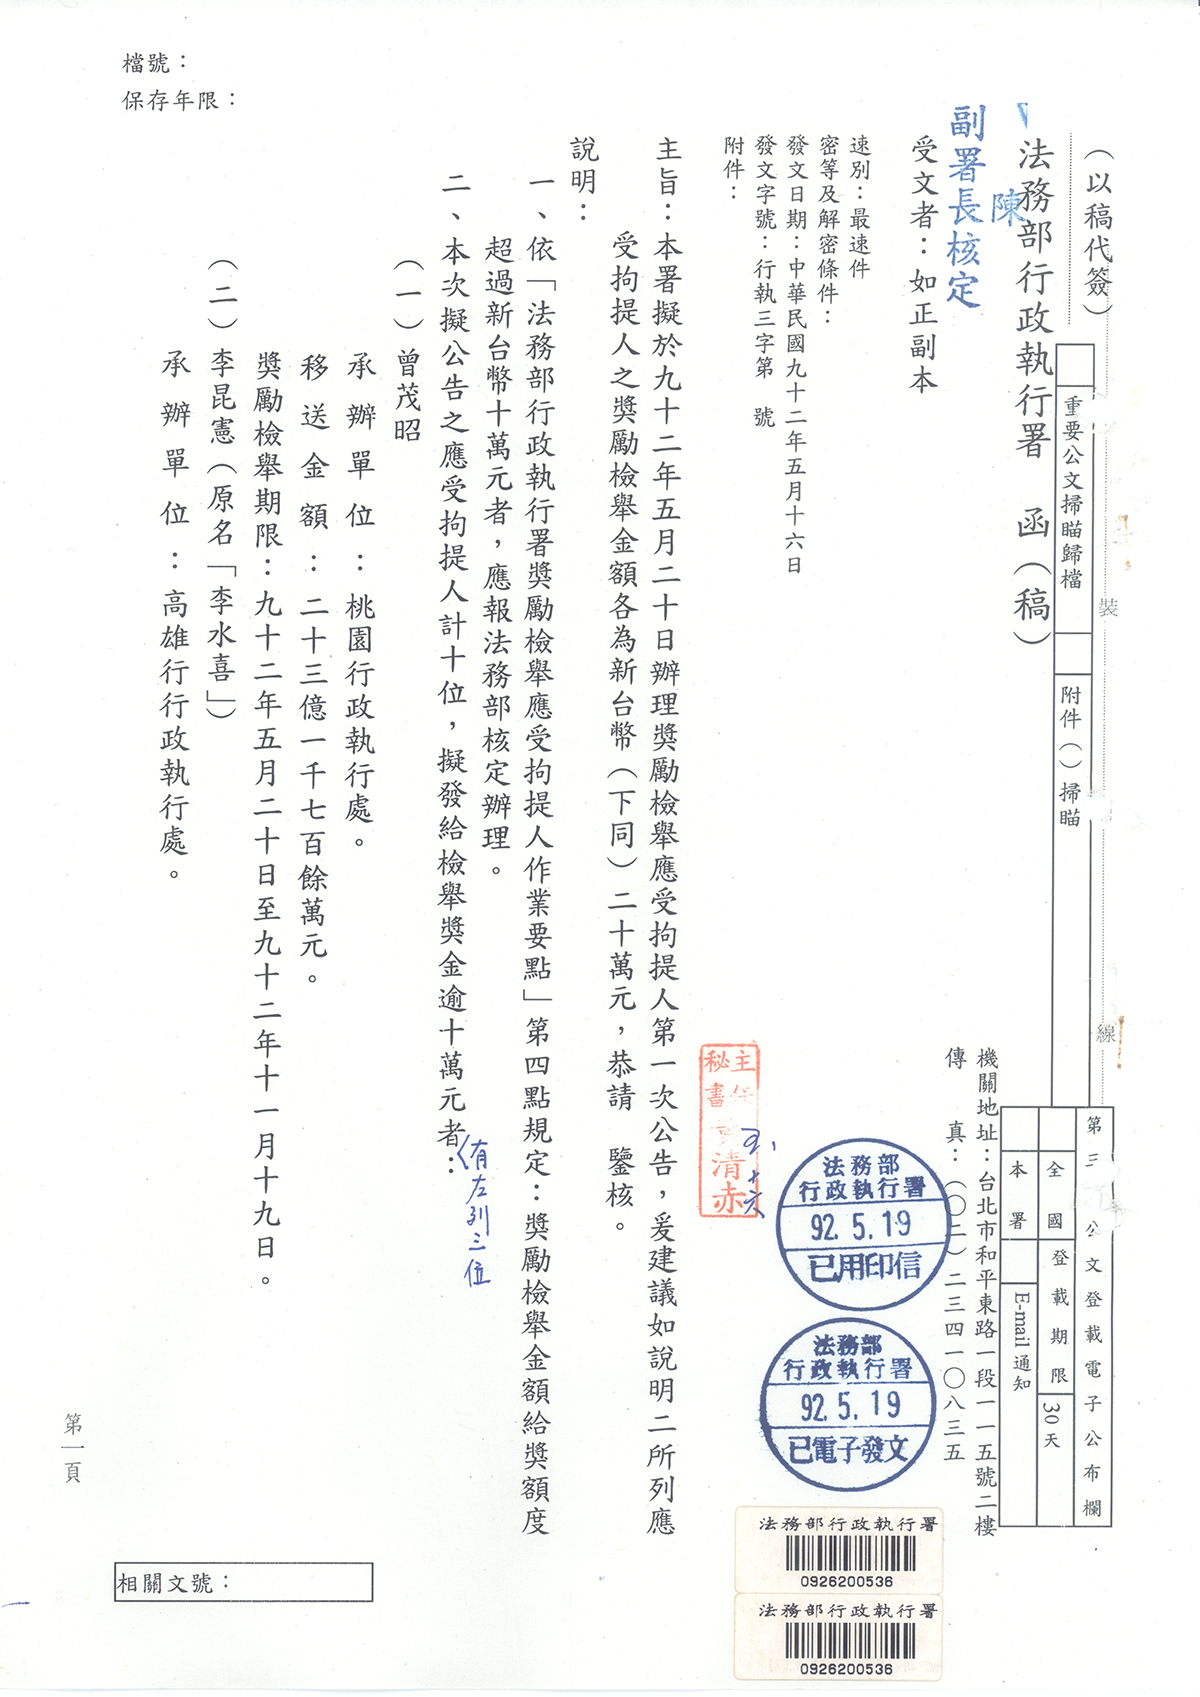 檔號：
保存年限：
（以稿代簽）
裝
線
重要公文掃瞄歸檔
附件（）掃瞄
第三
公文登載電子公布欄
全國
登載期限
30天
本署
E-mail通知
法務部行政執行署　函（稿）
陳
副署長核定
機關地址：台北市和平東路一段一一五號二樓
傳　　真：（〇二）二三四一〇八三五
受文者：如正副本
速別：最速件
密等及解密條件：
發文日期：中華民國九十二年五月十六日
發文字號：行執三字第　號
附件：
法務部
行政執行署
92.5.19
已用印信
法務部
行政執行署
92.5.19
已電子發文
主任
秘書
清赤
主旨：本署擬於九十二年五月二十日辦理獎勵檢舉應受拘提人第一次公告，爰建議如說明二所列應
受拘提人之獎勵檢舉金額各為新台幣（下同）二十萬元，恭請　鑒核。
說明：
一、依「法務部行政執行署獎勵檢舉應受拘提人作業要點」第四點規定：獎勵檢舉金額給獎額度
超過新台幣十萬元者，應報法務部核定辦理。
二、本次擬公告之應受拘提人計十位，擬發給檢舉獎金逾十萬元者：
有左列三位
（一）曾茂昭
承辦單位：桃園行政執行處。
移送金額：二十三億一千七百餘萬元。
獎勵檢舉期限：九十二年五月二十日至九十二年十一月十九日。
（二）李昆憲（原名「李水喜」）
承辦單位：高雄行行政執行處。
第一頁
相關文號：
法務部行政執行署
0926200536
法務部行政執行署
0926200536